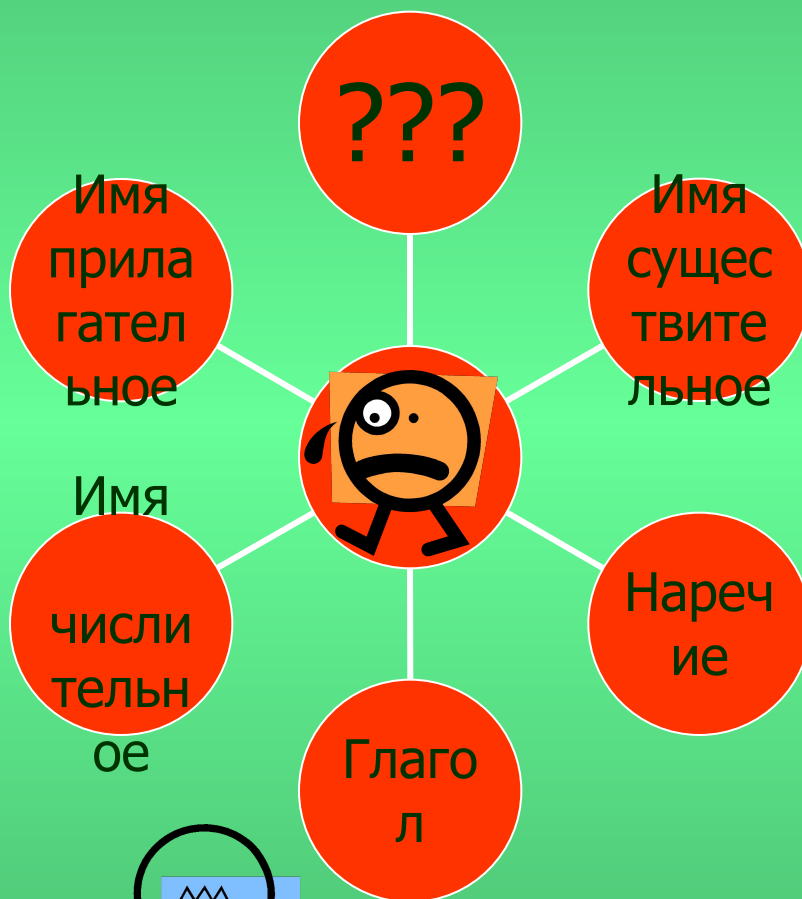 ???
Имя
прила
гател
ьное
Имя
сущес
твите
льное
Имя
числи
тельн
ое
Нареч
ие
Глаго
л